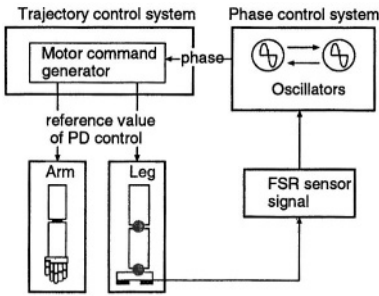 Trajectory control system
Phase control system
Motor command
generator
phase
Oscillators
reference value
of PD control
Arm
Leg
FSR sensor
signal